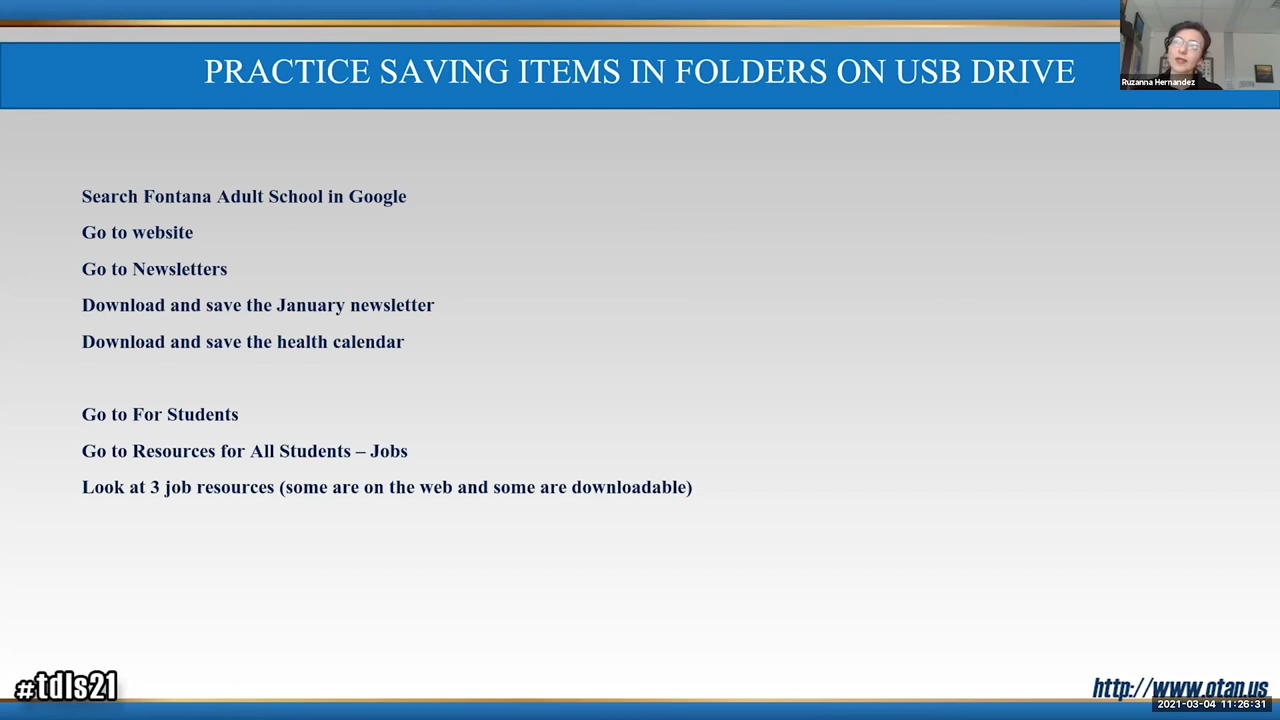 PRACTICE SAVING ITEMS IN FOLDERS ON USB DRIVE
Ruzanna Hernandez
Search Fontana Adult School in Google
Go to website
Go to Newsletters
Download and save the January newsletter
Download and save the health calendar
Go to For Students
Go to Resources for All Students – Jobs
Look at 3 job resources (some are on the web and some are downloadable)
#tdls21
http://www.otan.us
2021-03-04 11:26:31